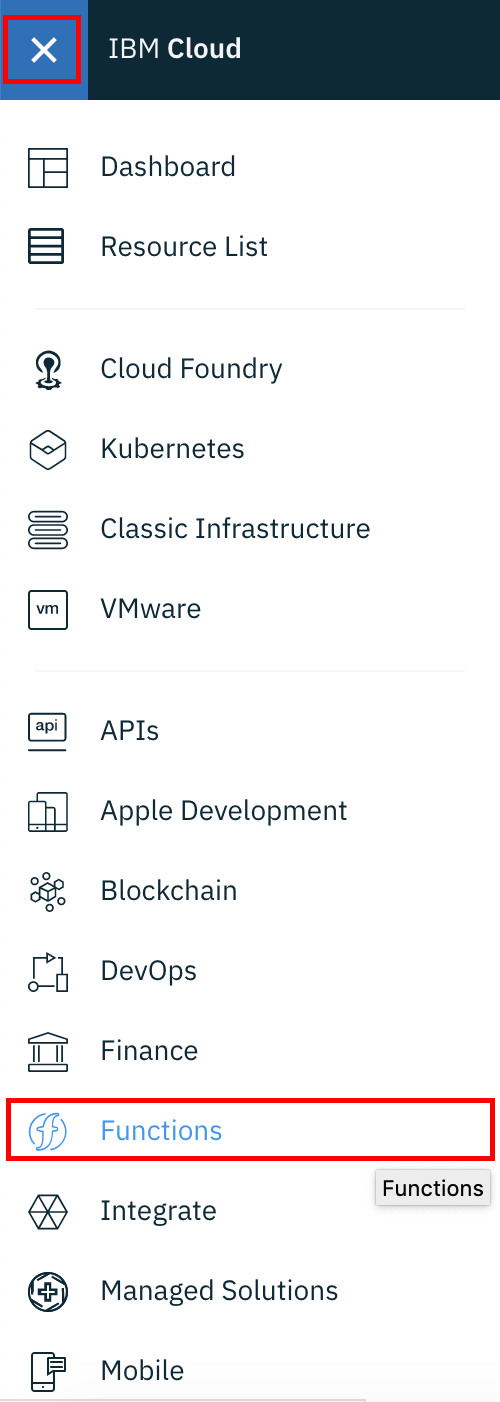 IBM Cloud
Dashboard
Resource List
Cloud Foundry
Kubernetes
Classic Infrastructure
vm VMware
api APIs
Apple Development
Blockchain
DevOps
Finance
Functions
Functions
Integrate
Managed Solutions
Mobile